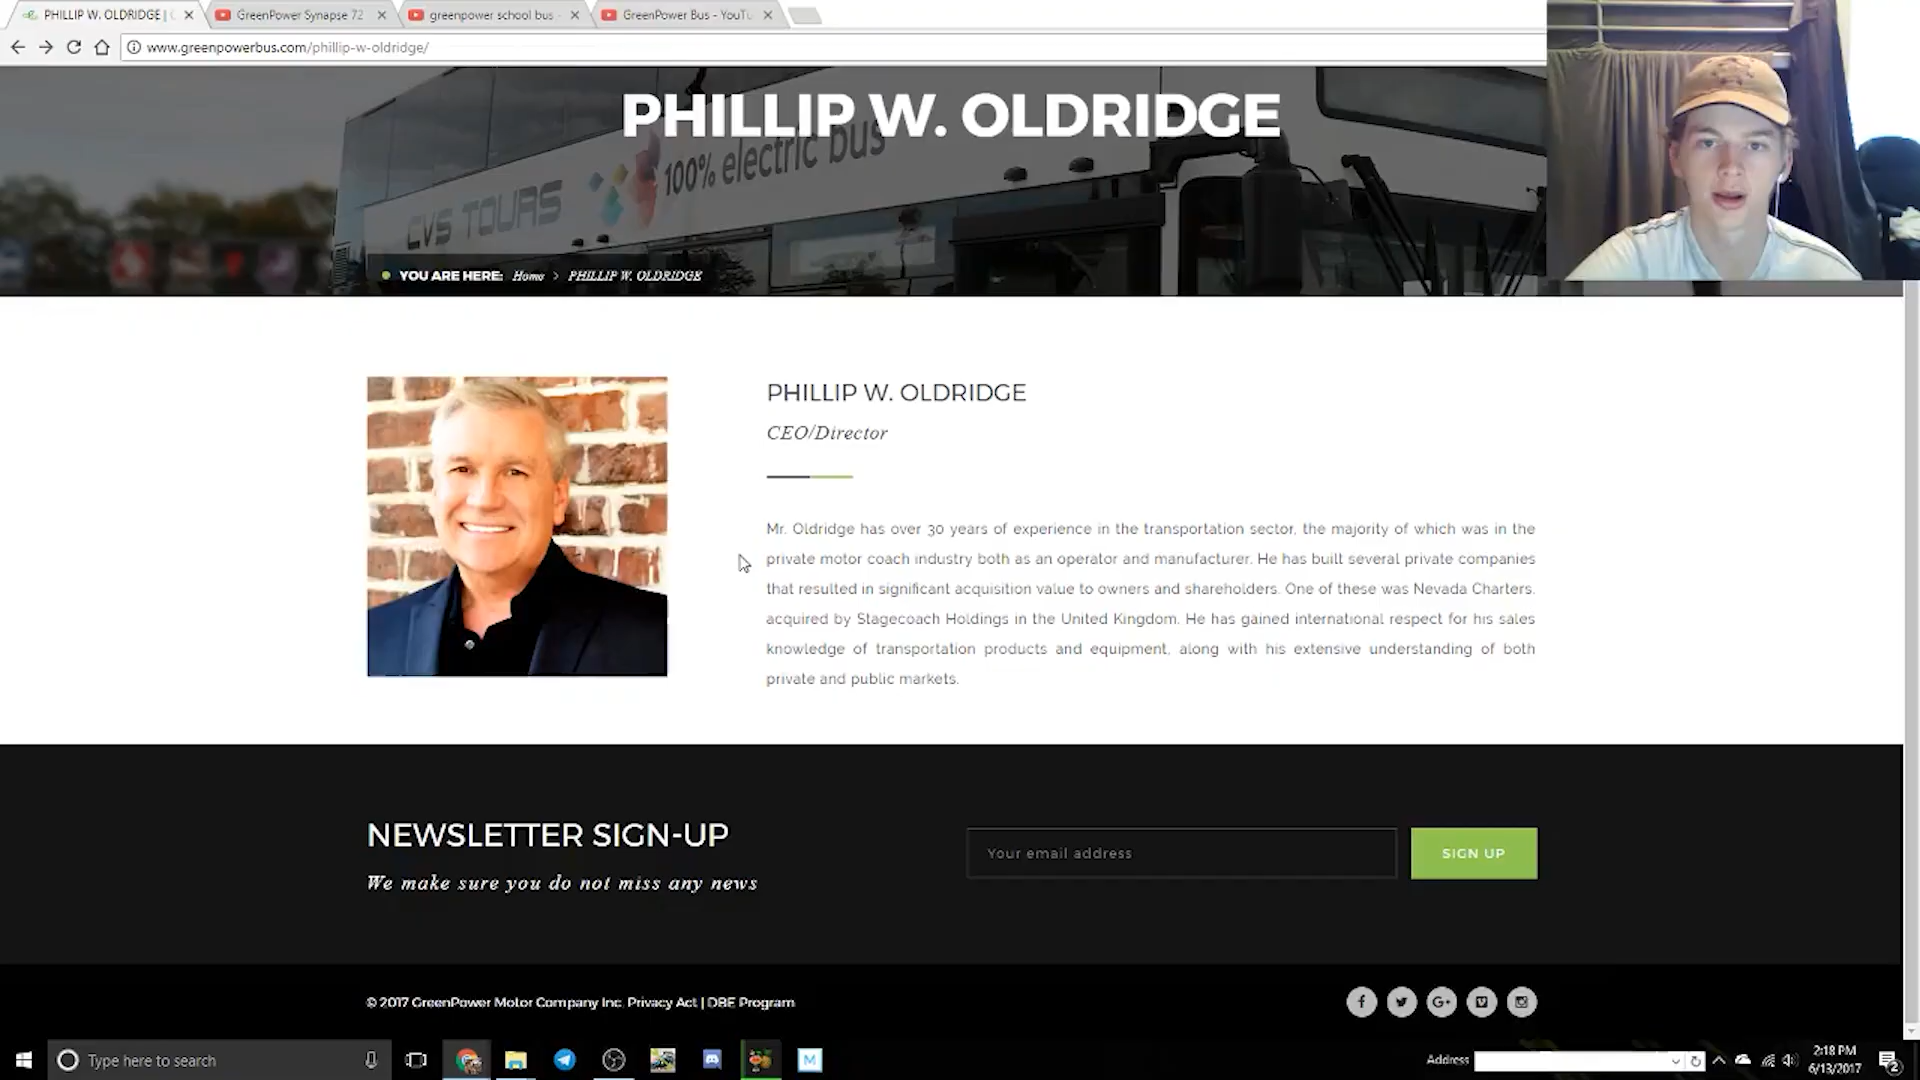 PHILLIP W. OLDRIDGE | 
GreenPower Synapse 72
greenpower school bus -
GreenPower Bus - YouTu
www.greenpowerbus.com/phillip-w-oldridge/
PHILLIP W. OLDRIDGE
100% electric bus
CVS TOURS
YOU ARE HERE: Home > PHILLIP W. OLDRIDGE
PHILLIP W. OLDRIDGE
CEO/Director
Mr. Oldridge has over 30 years of experience in the transportation sector, the majority of which was in the
private motor coach industry both as an operator and manufacturer. He has built several private companies
that resulted in significant acquisition value to owners and shareholders. One of these was Nevada Charters,
acquired by Stagecoach Holdings in the United Kingdom. He has gained international respect for his sales
knowledge of transportation products and equipment, along with his extensive understanding of both
private and public markets.
NEWSLETTER SIGN-UP
We make sure you do not miss any news
Your email address
SIGN UP
© 2017 GreenPower Motor Company Inc. Privacy Act | DBE Program
Type here to search
Address
2:18 PM
6/13/2017